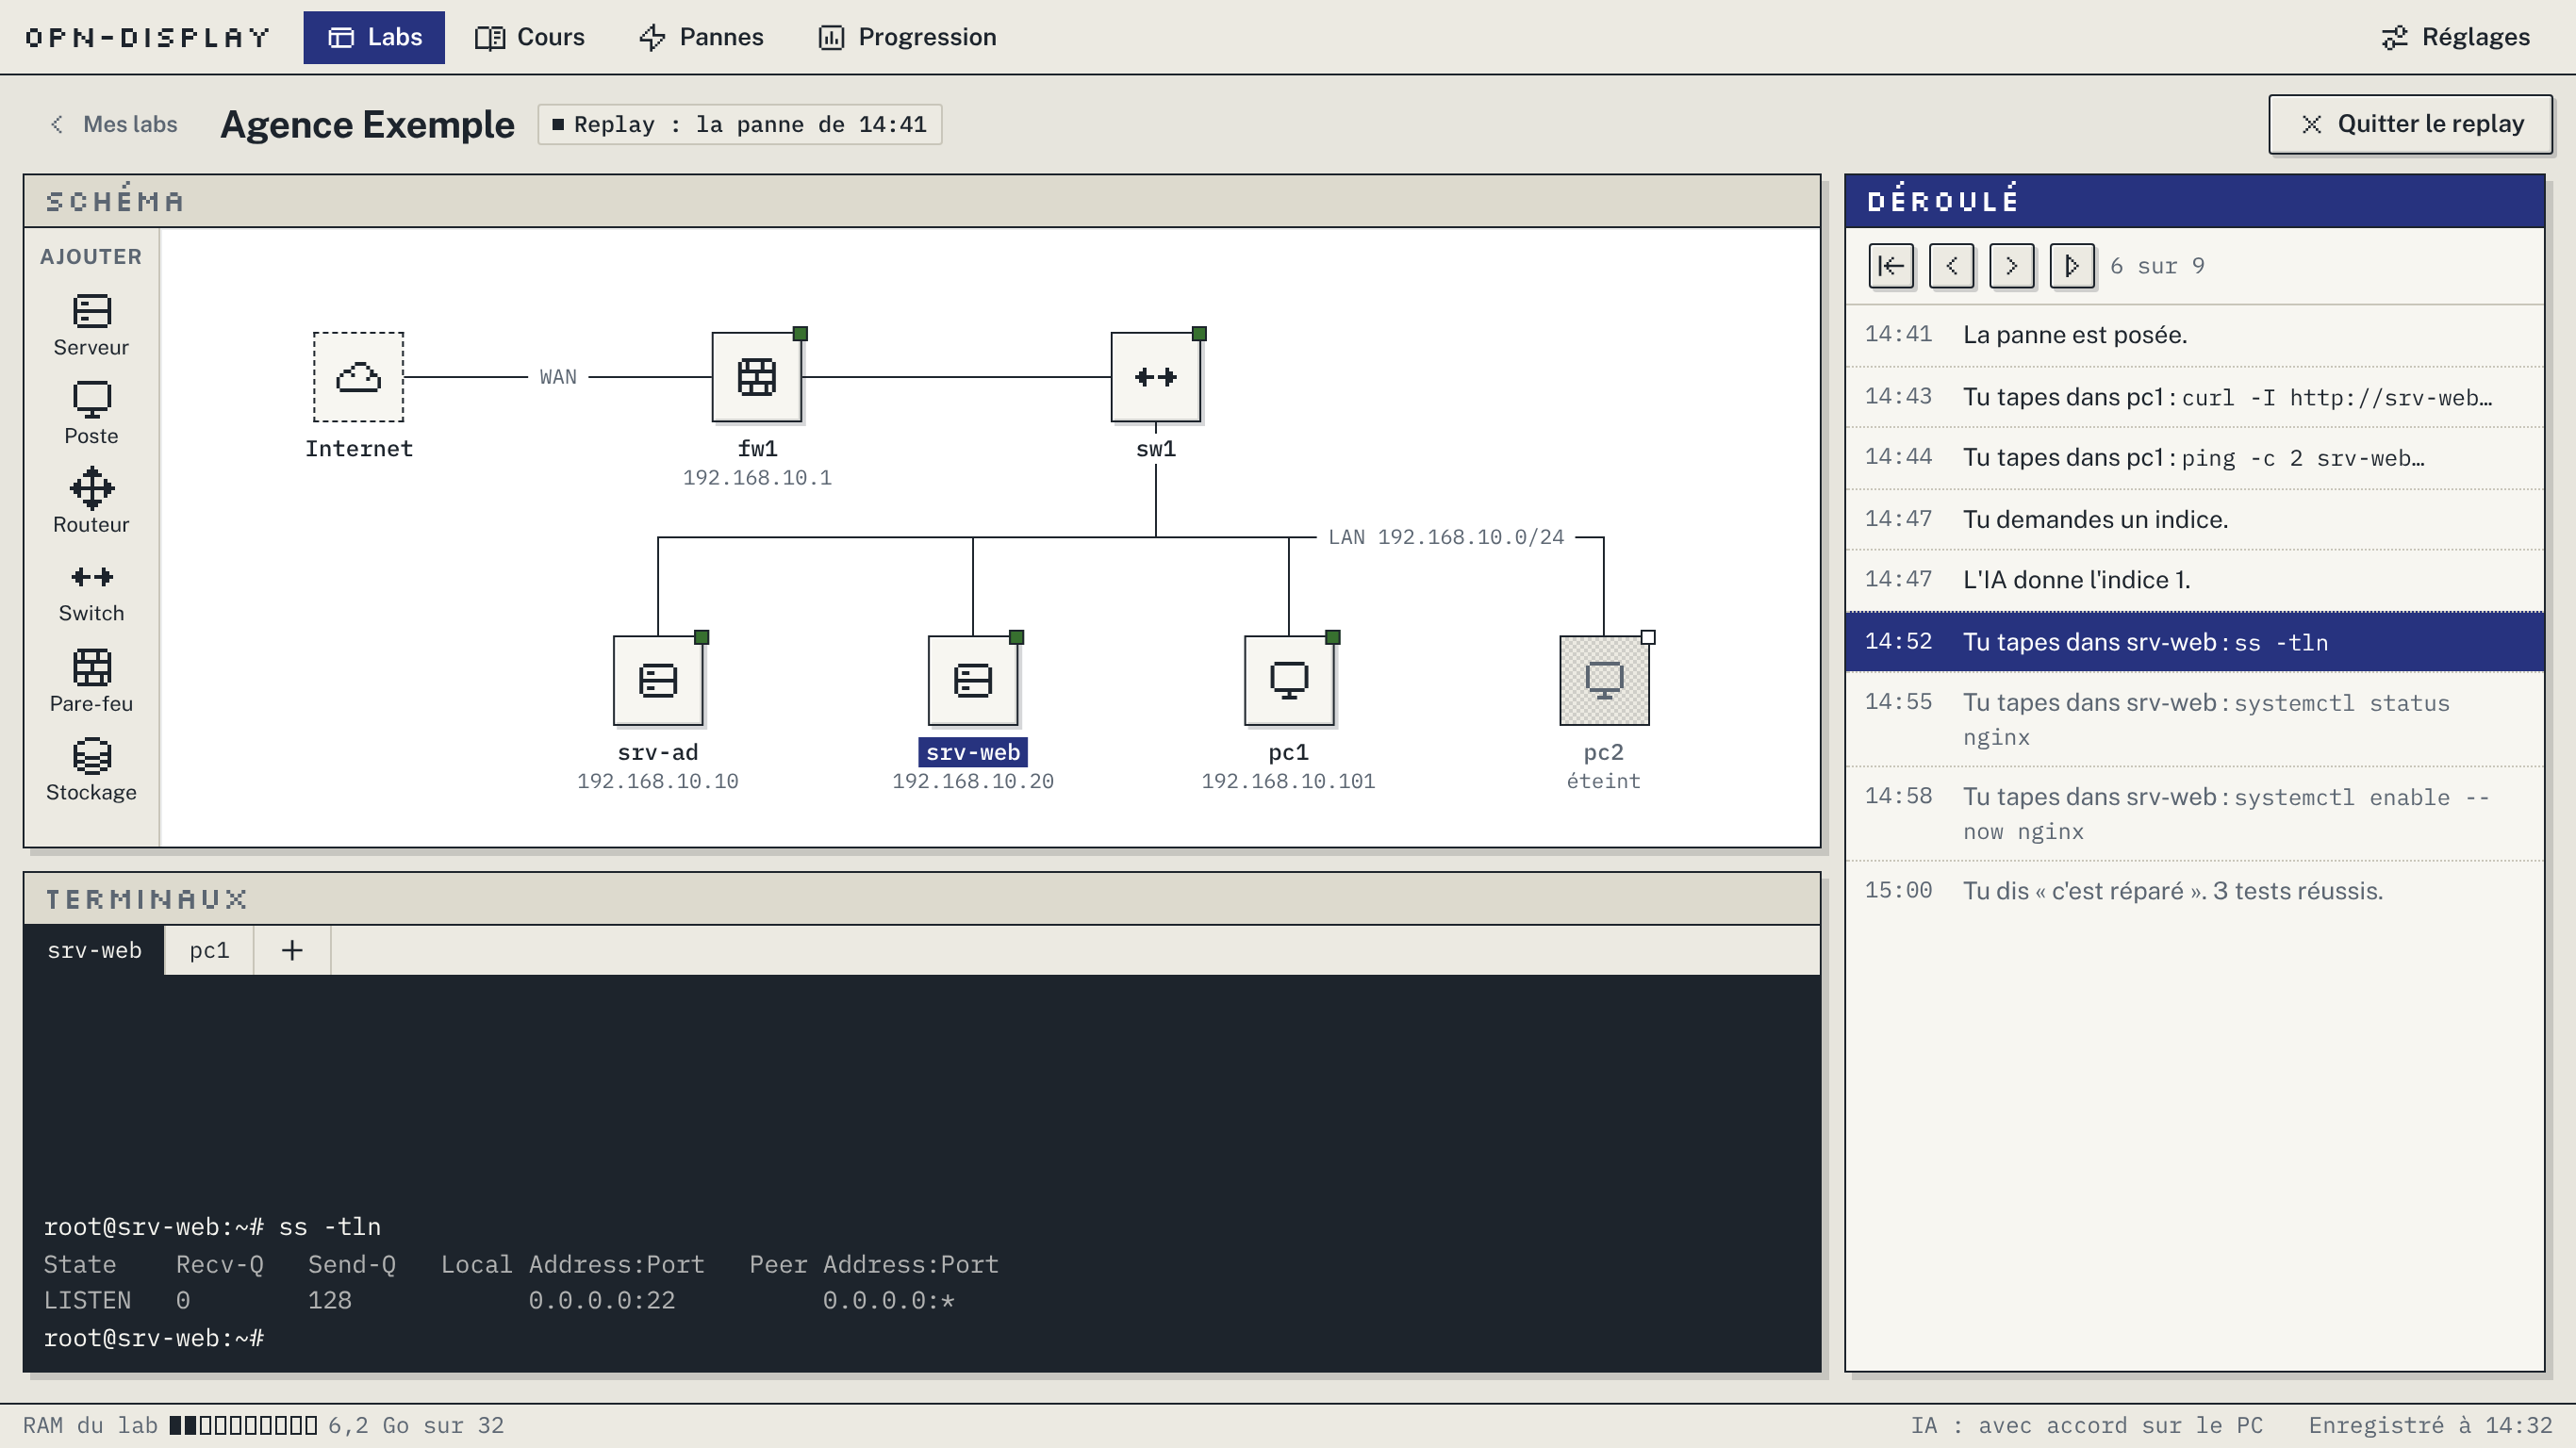 OPN-DISPLAY
Labs
Cours
Pannes
Progression
Réglages
Mes labs
Agence Exemple
Replay : la panne de 14:41
Quitter le replay
SCHÉMA
AJOUTER
Serveur
Poste
Routeur
Switch
Pare-feu
Stockage
WAN
Internet
fw1
192.168.10.1
sw1
LAN 192.168.10.0/24
srv-ad
192.168.10.10
srv-web
192.168.10.20
pc1
192.168.10.101
pc2
éteint
DÉROULÉ
6 sur 9
14:41 La panne est posée.
14:43 Tu tapes dans pc1 : curl -I http://srv-web…
14:44 Tu tapes dans pc1 : ping -c 2 srv-web…
14:47 Tu demandes un indice.
14:47 L'IA donne l'indice 1.
14:52 Tu tapes dans srv-web : ss -tln
14:55 Tu tapes dans srv-web : systemctl status
nginx
14:58 Tu tapes dans srv-web : systemctl enable --
now nginx
15:00 Tu dis « c'est réparé ». 3 tests réussis.
TERMINAUX
srv-web
pc1
+
root@srv-web:~# ss -tln
State Recv-Q Send-Q Local Address:Port Peer Address:Port
LISTEN 0 128 0.0.0.0:22 0.0.0.0:*
root@srv-web:~#
RAM du lab 6,2 Go sur 32
IA : avec accord sur le PC
Enregistré à 14:32